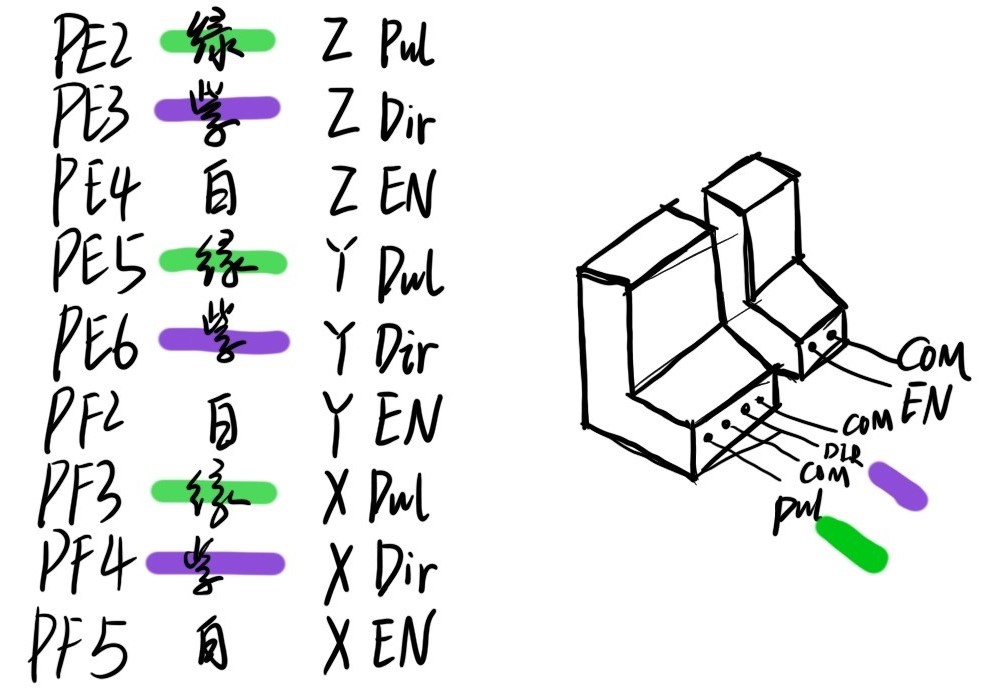 PE2 绿 Z Pul
PE3 紫 Z Dir
PE4 白 Z EN
PE5 绿 Y Pul
PE6 紫 Y Dir
PF2 白 Y EN
PF3 绿 X Pul
PF4 紫 X Dir
PF5 白 X EN
COM
EN
COM
DIR
COM
Pul